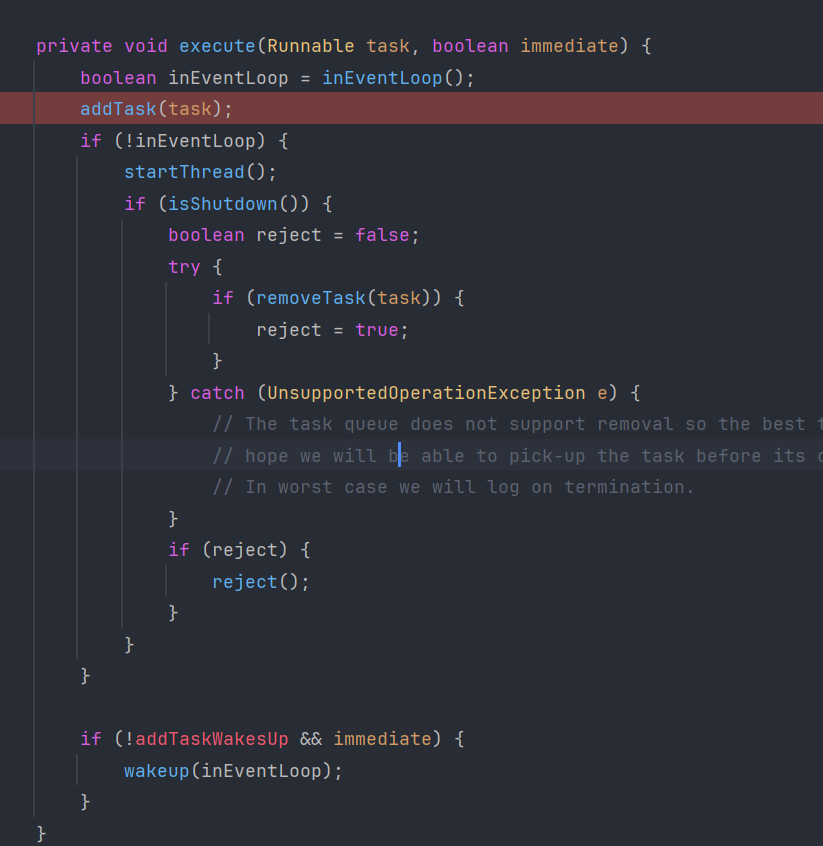 private void execute(Runnable task, boolean immediate) {
    boolean inEventLoop = inEventLoop();
    addTask(task);
    if (!inEventLoop) {
        startThread();
        if (isShutdown()) {
            boolean reject = false;
            try {
                if (removeTask(task)) {
                    reject = true;
                }
            } catch (UnsupportedOperationException e) {
                // The task queue does not support removal so the best
                // hope we will be able to pick-up the task before its
                // In worst case we will log on termination.
            }
            if (reject) {
                reject();
            }
        }
    }

    if (!addTaskWakesUp && immediate) {
        wakeup(inEventLoop);
    }
}